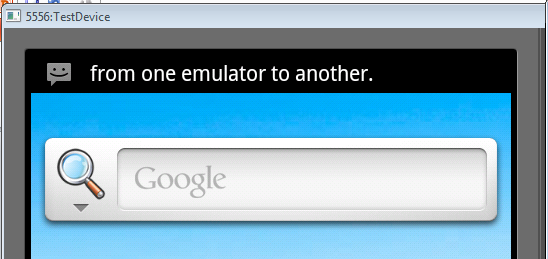 5556:TestDevice
from one emulator to another.
Google